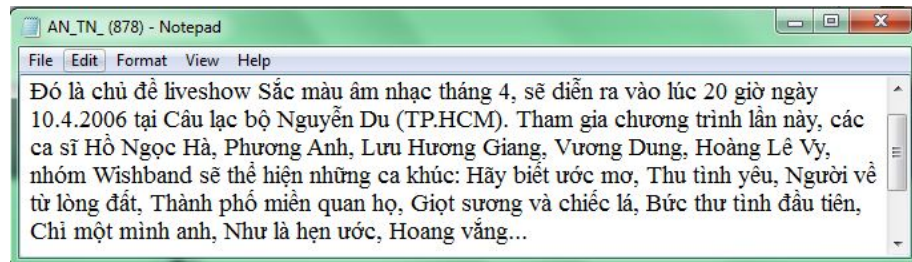 AN_TN_ (878) - Notepad
File Edit Format View Help
Đó là chủ đề liveshow Sắc màu âm nhạc tháng 4, sẽ diễn ra vào lúc 20 giờ ngày
10.4.2006 tại Câu lạc bộ Nguyễn Du (TP.HCM). Tham gia chương trình lần này, các
ca sĩ Hồ Ngọc Hà, Phương Anh, Lưu Hương Giang, Vương Dung, Hoàng Lê Vy,
nhóm Wishband sẽ thể hiện những ca khúc: Hãy biết ước mơ, Thu tình yêu, Người về
từ lòng đất, Thành phố miền quan họ, Giọt sương và chiếc lá, Bức thư tình đầu tiên,
Chỉ một mình anh, Như là hẹn ước, Hoang vắng...